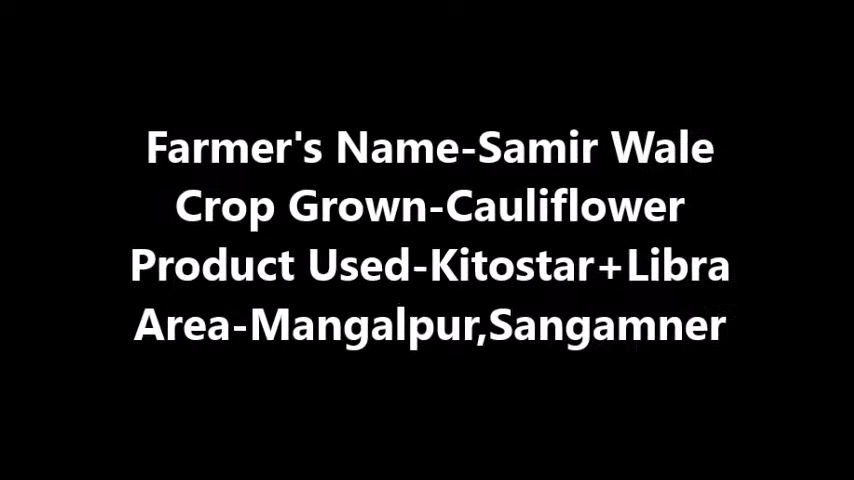 Farmer's Name-Samir Wale
Crop Grown-Cauliflower
Product Used-Kitostar+Libra
Area-Mangalpur,Sangamner